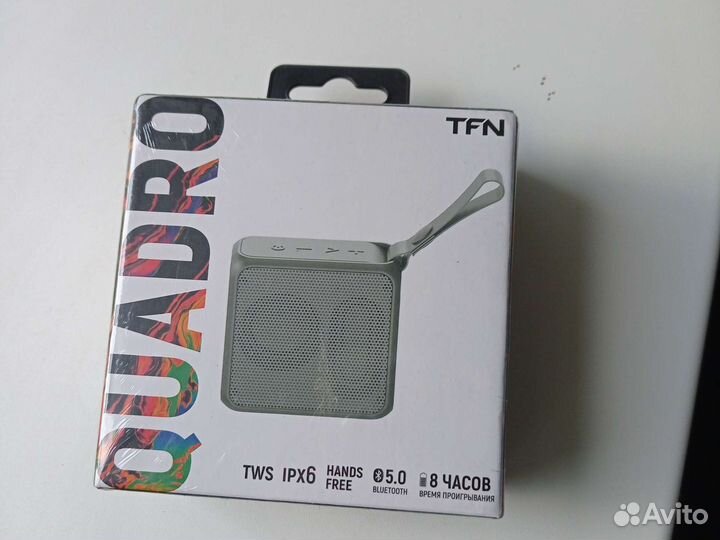 TFN
QUADRO
TWS IPX6 HANDS FREE 5.0 BLUETOOTH 8 ЧАСОВ ВРЕМЯ ПРОИГРЫВАНИЯ
Avito